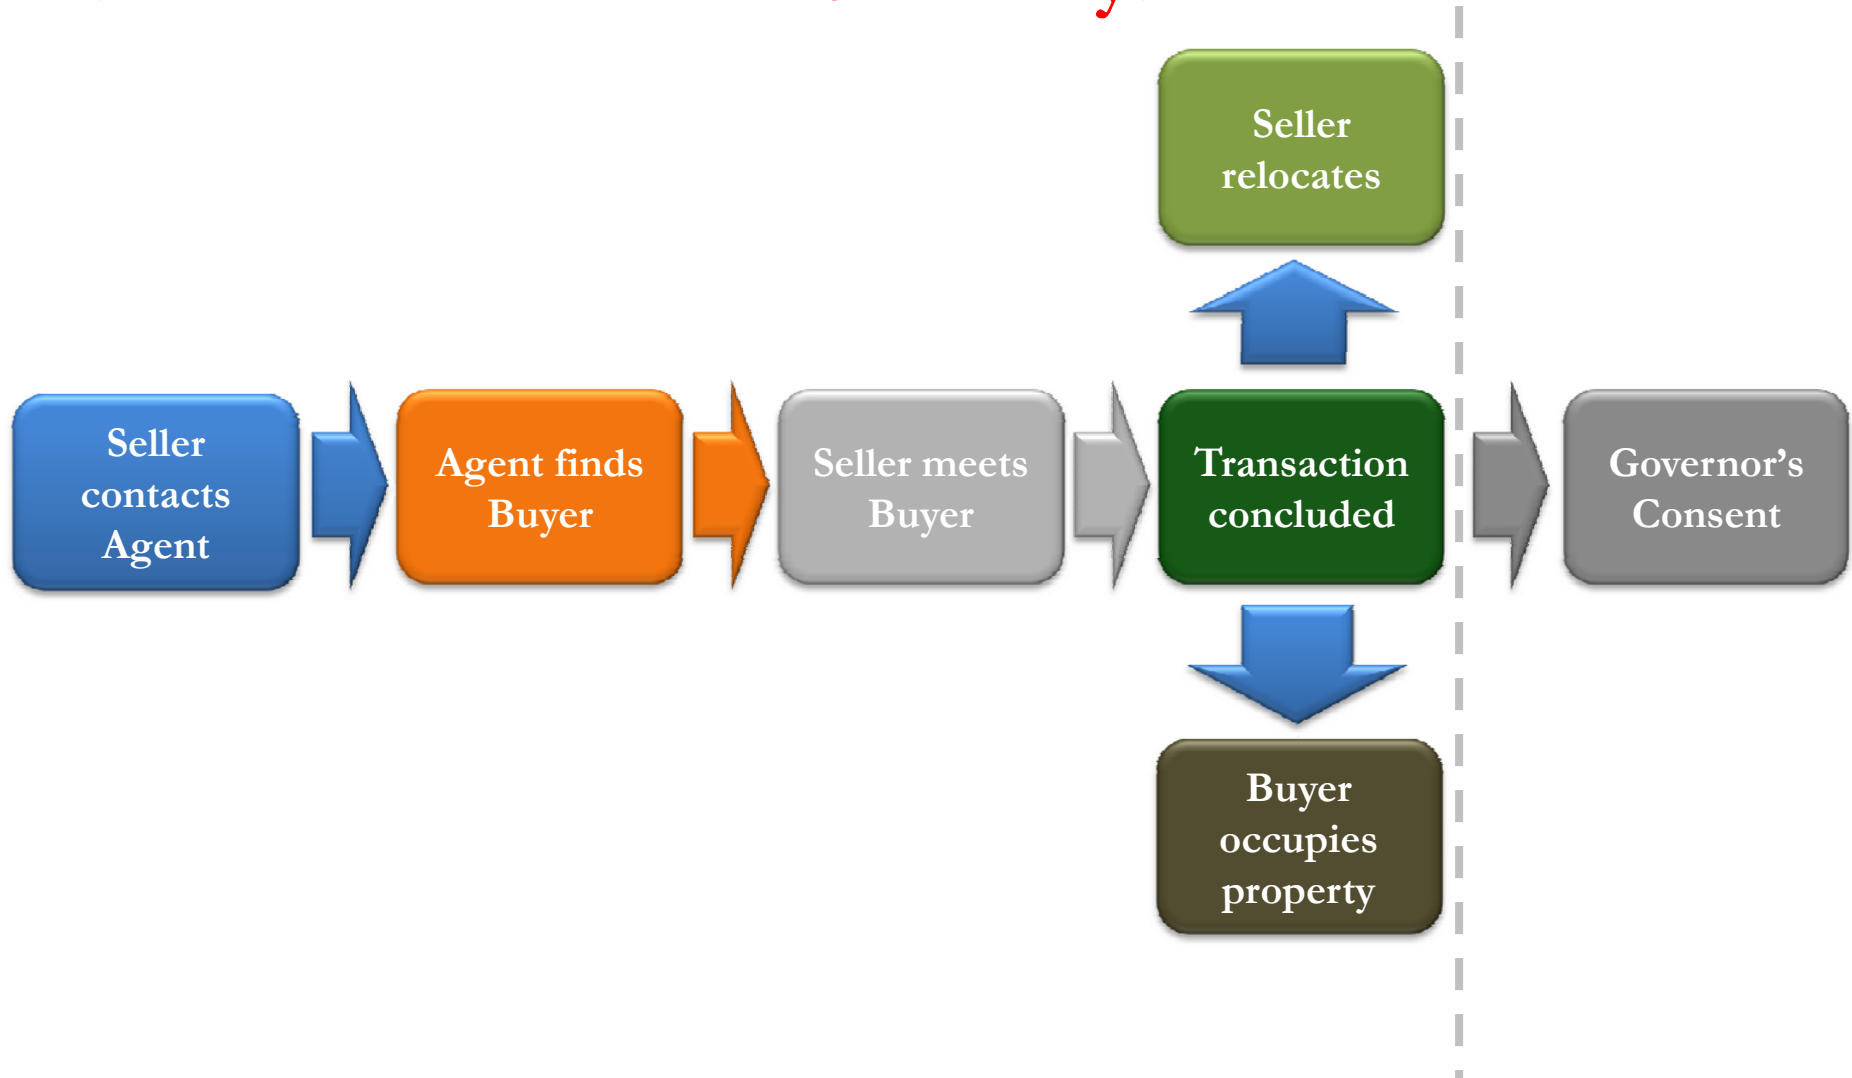 Seller
relocates
Seller
contacts
Agent
Agent finds
Buyer
Seller meets
Buyer
Transaction
concluded
Governor’s
Consent
Buyer
occupies
property